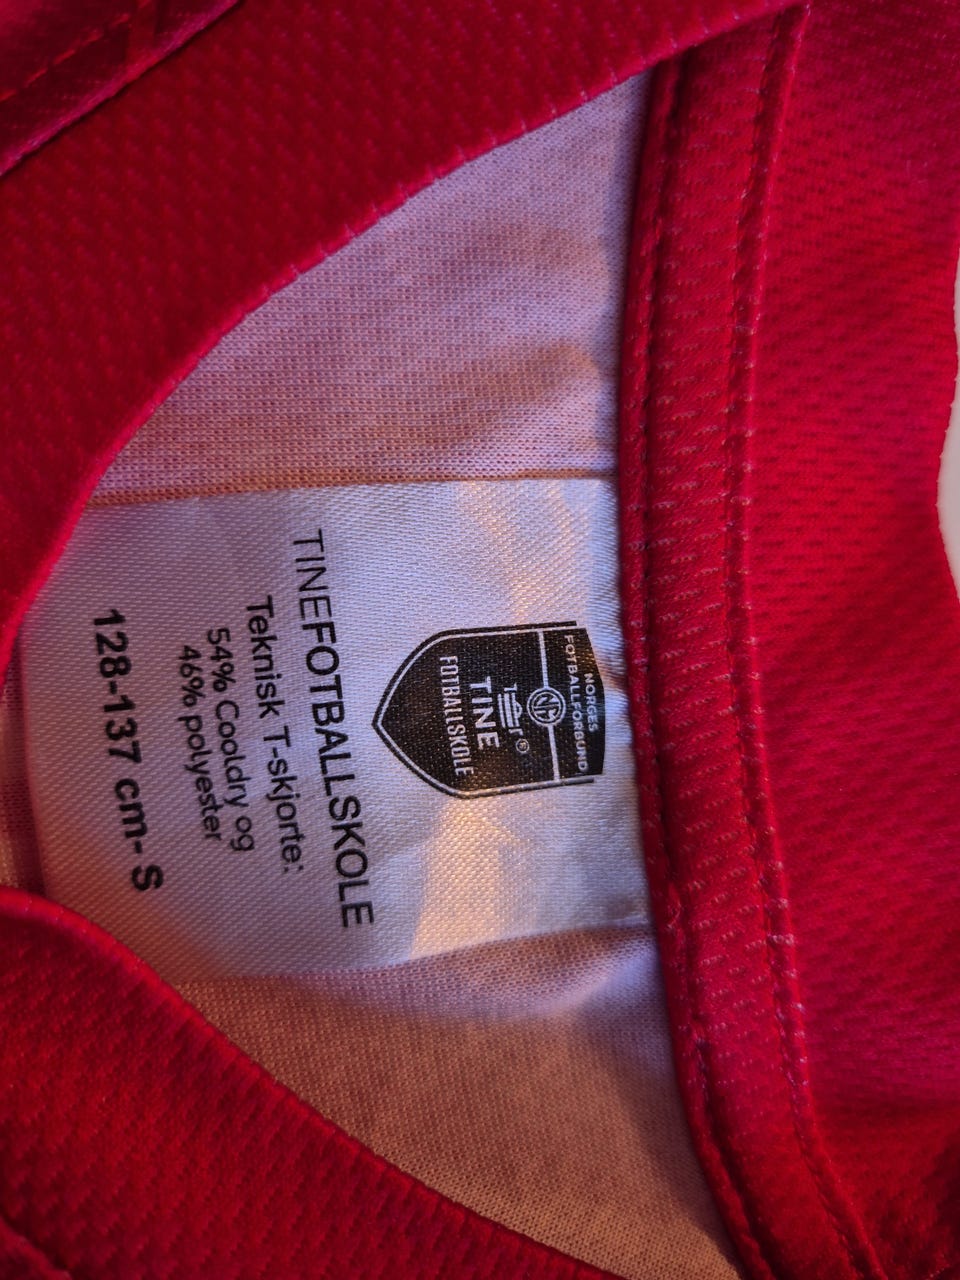 NORGES
FOTBALLFORBUND
TINE®
FOTBALLSKOLE
TINEFOTBALLSKOLE
Teknisk T-skjorte:
54% Cooldry og
46% polyester
128-137 cm- S